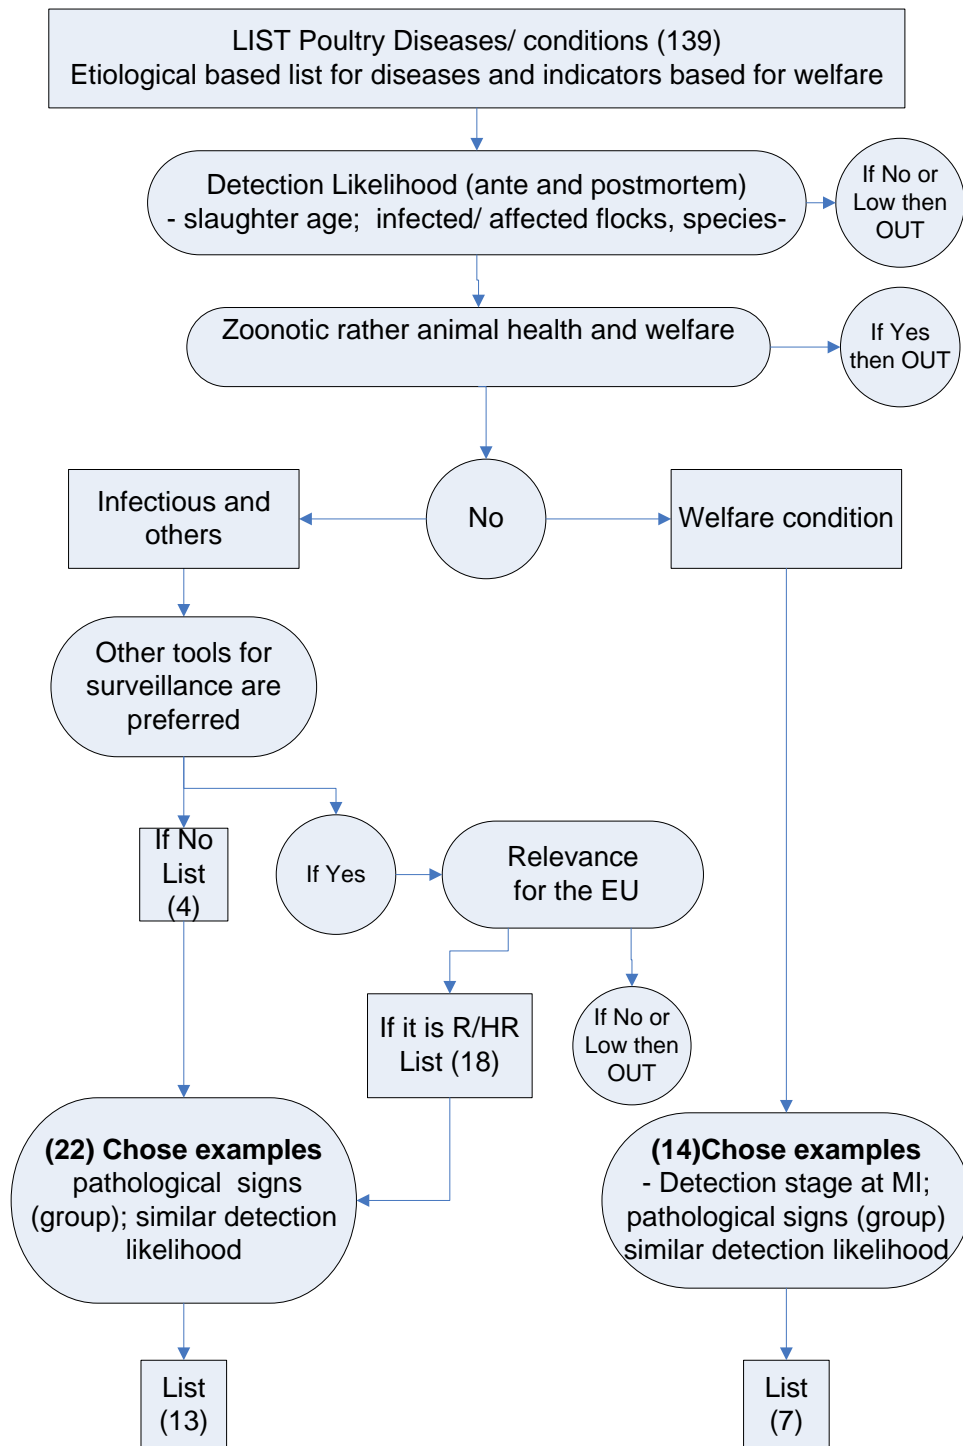 LIST Poultry Diseases/ conditions (139)
Etiological based list for diseases and indicators based for welfare
Detection Likelihood (ante and postmortem)
- slaughter age;  infected/ affected flocks, species-
If No or
Low then
OUT
Zoonotic rather animal health and welfare
If Yes
then OUT
Infectious and
others
No
Welfare condition
Other tools for
surveillance are
preferred
If No
List
(4)
If Yes
Relevance
for the EU
If it is R/HR
List (18)
If No or
Low then
OUT
(22) Chose examples
pathological  signs
(group); similar detection
likelihood
(14)Chose examples
- Detection stage at MI;
pathological signs (group)
similar detection likelihood
List
(13)
List
(7)